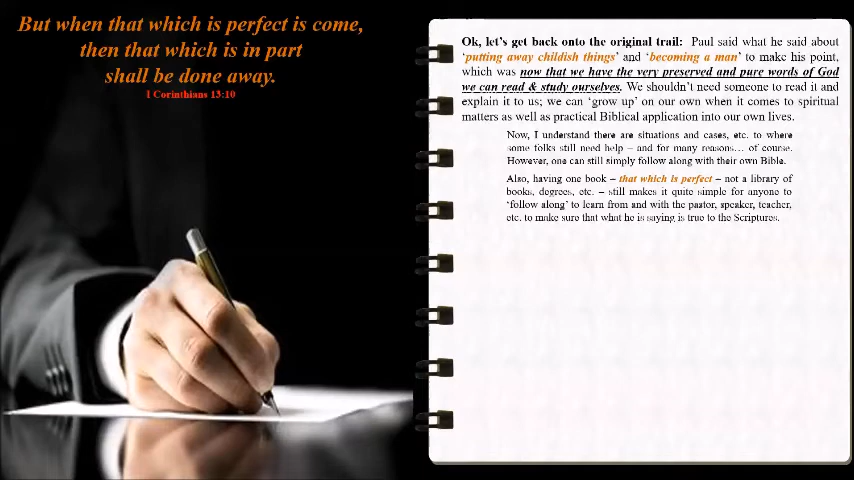 But when that which is perfect is come,
then that which is in part
shall be done away.
1 Corinthians 13:10
Ok, let's get back onto the original trail: Paul said what he said about
'putting away childish things' and 'becoming a man' to make his point,
which was now that we have the very preserved and pure words of God
we can read & study ourselves. We shouldn't need someone to read it and
explain it to us; we can 'grow up' on our own when it comes to spiritual
matters as well as practical Biblical application into our own lives.
Now, I understand there are situations and cases, etc. to where
some folks still need help – and for many reasons… of course.
However, one can still simply follow along with their own Bible.
Also, having one book – that which is perfect – not a library of
books, degrees, etc. – still makes it quite simple for anyone to
'follow along' to learn from and with the pastor, speaker, teacher,
etc. to make sure that what he is saying is true to the Scriptures.